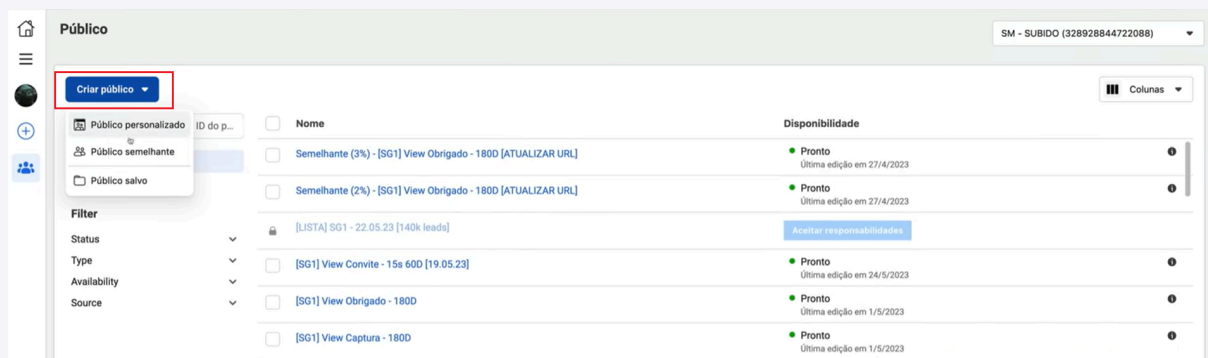 Público
SM - SUBIDO (328928844722088)
Criar público
Colunas
Público personalizado
ID do p...
Público semelhante
Público salvo
Filter
Status
Type
Availability
Source
Nome
Disponibilidade
Semelhante (3%) - [SG1] View Obrigado - 180D [ATUALIZAR URL]
Pronto
Última edição em 27/4/2023
Semelhante (2%) - [SG1] View Obrigado - 180D [ATUALIZAR URL]
Pronto
Última edição em 27/4/2023
[LISTA] SG1 - 22.05.23 [140k leads]
Aceitar responsabilidades
[SG1] View Convite - 15s 60D [19.05.23]
Pronto
Última edição em 24/5/2023
[SG1] View Obrigado - 180D
Pronto
Última edição em 1/5/2023
[SG1] View Captura - 180D
Pronto
Última edição em 1/5/2023